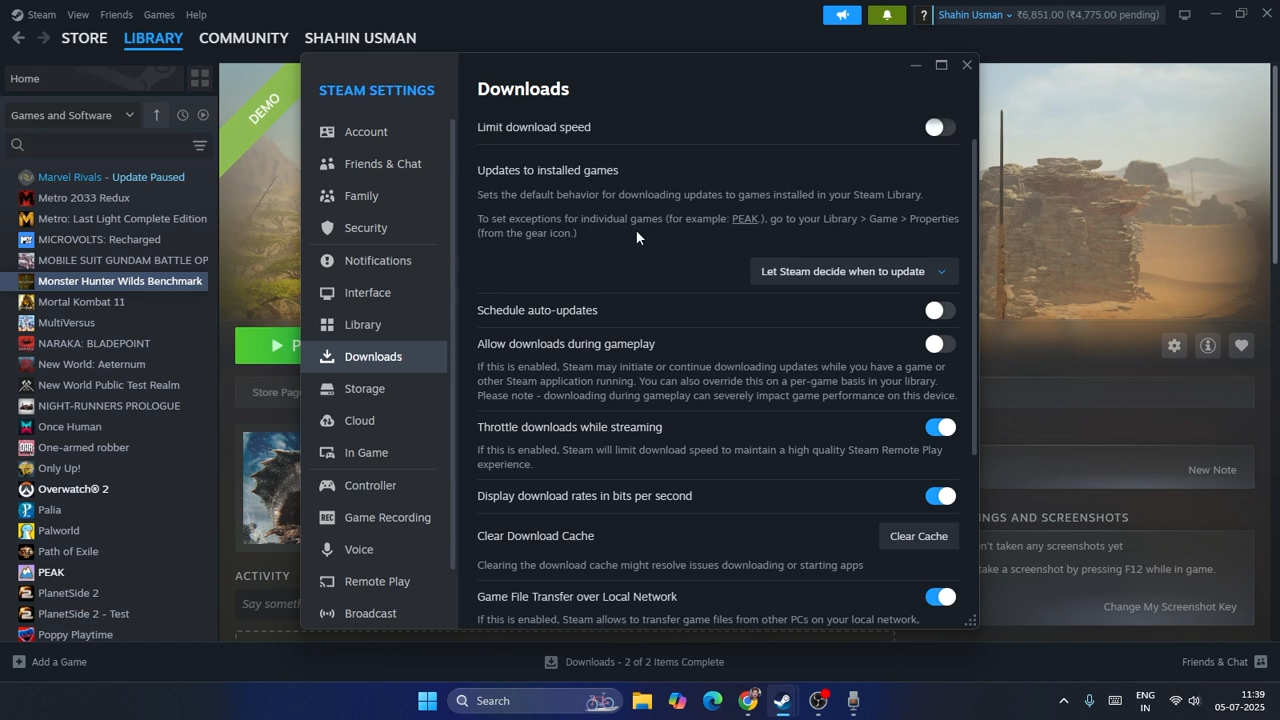 Steam View Friends Games Help
? Shahin Usman ₹6,851.00 (₹4,775.00 pending)
STORE LIBRARY COMMUNITY SHAHIN USMAN
Home
Games and Software
Marvel Rivals - Update Paused
Metro 2033 Redux
Metro: Last Light Complete Edition
MICROVOLTS: Recharged
MOBILE SUIT GUNDAM BATTLE OP
Monster Hunter Wilds Benchmark
Mortal Kombat 11
MultiVersus
NARAKA: BLADEPOINT
New World: Aeternum
New World Public Test Realm
NIGHT-RUNNERS PROLOGUE
Once Human
One-armed robber
Only Up!
Overwatch® 2
Palia
Palworld
Path of Exile
PEAK
PlanetSide 2
PlanetSide 2 - Test
Poppy Playtime
DEMO
P
Store Pag
ACTIVITY
Say someth
STEAM SETTINGS
Account
Friends & Chat
Family
Security
Notifications
Interface
Library
Downloads
Storage
Cloud
In Game
Controller
REC Game Recording
Voice
Remote Play
Broadcast
Downloads
Limit download speed
Updates to installed games
Sets the default behavior for downloading updates to games installed in your Steam Library.
To set exceptions for individual games (for example: PEAK.), go to your Library > Game > Properties
(from the gear icon.)
Let Steam decide when to update
Schedule auto-updates
Allow downloads during gameplay
If this is enabled, Steam may initiate or continue downloading updates while you have a game or
other Steam application running. You can also override this on a per-game basis in your library.
Please note - downloading during gameplay can severely impact game performance on this device.
Throttle downloads while streaming
If this is enabled, Steam will limit download speed to maintain a high quality Steam Remote Play
experience.
Display download rates in bits per second
Clear Download Cache Clear Cache
Clearing the download cache might resolve issues downloading or starting apps
Game File Transfer over Local Network
If this is enabled, Steam allows to transfer game files from other PCs on your local network,
New Note
NGS AND SCREENSHOTS
n't taken any screenshots yet
take a screenshot by pressing F12 while in game.
Change My Screenshot Key
Add a Game Downloads - 2 of 2 Items Complete Friends & Chat
Search
ENG
IN
11:39
05-07-2025